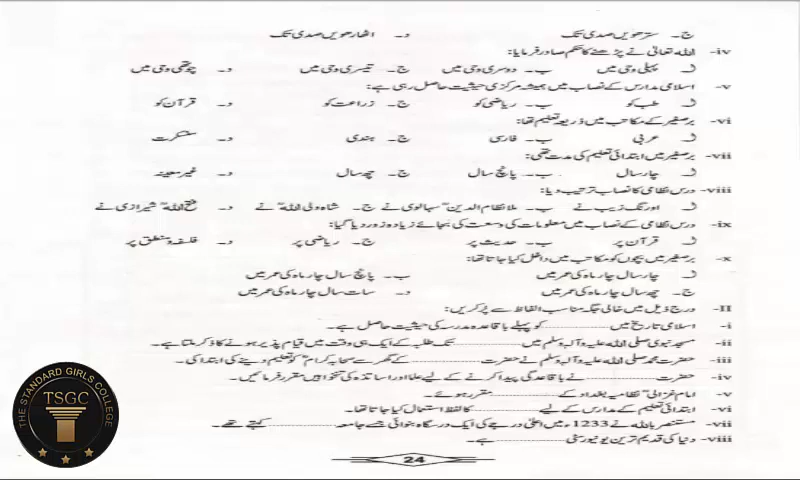 ج۔ سترھویں صدی تک د۔ اٹھارھویں صدی تک
iv- اللہ تعالیٰ نے پڑھنے کا حکم صادر فرمایا:
ا۔ پہلی وحی میں ب۔ دوسری وحی میں ج۔ تیسری وحی میں د۔ چوتھی وحی میں
v- اسلامی مدارس کے نصاب میں ہمیشہ مرکزی حیثیت حاصل رہی ہے:
ا۔ طب کو ب۔ ریاضی کو ج۔ زراعت کو د۔ قرآن کو
vi- برصغیر کے مکاتب میں ذریعہ تعلیم تھا:
ا۔ عربی ب۔ فارسی ج۔ ہندی د۔ سنسکرت
vii- برصغیر میں ابتدائی تعلیم کی مدت تھی:
ا۔ چار سال ب۔ پانچ سال ج۔ چھ سال د۔ غیر معینہ
viii- درس نظامی کا نصاب ترتیب دیا:
ا۔ اورنگ زیب نے ب۔ ملا نظام الدین سہالوی نے ج۔ شاہ ولی اللہ نے د۔ فتح اللہ شیرازی نے
ix- درس نظامی کے نصاب میں معلومات کی وسعت کی بجائے زیادہ زور دیا گیا:
ا۔ قرآن پر ب۔ حدیث پر ج۔ ریاضی پر د۔ فلسفہ و منطق پر
x- برصغیر میں بچوں کو مکاتب میں داخل کیا جاتا تھا:
ا۔ چار سال چار ماہ کی عمر میں ب۔ پانچ سال چار ماہ کی عمر میں
ج۔ چھ سال چار ماہ کی عمر میں د۔ سات سال چار ماہ کی عمر میں
II- درج ذیل میں خالی جگہ مناسب الفاظ سے پُر کریں:
i- اسلامی تاریخ میں ............ کو پہلے باقاعدہ مدرسہ کی حیثیت حاصل ہے۔
ii- مسجد نبوی صلی اللہ علیہ وآلہ وسلم میں ............ تک طلبہ کے ایک ہی وقت میں قیام پذیر ہونے کا ذکر ملتا ہے۔
iii- حضرت محمد صلی اللہ علیہ وآلہ وسلم نے حضرت ............ کے گھر سے صحابہ کرام کو تعلیم دینے کی ابتدا کی۔
iv- حضرت ............ نے باقاعدگی پیدا کرنے کے لیے علما اور اساتذہ کی تنخواہیں مقرر فرمائیں۔
v- امام غزالی نظامیہ بغداد کے ............ مقرر ہوئے۔
vi- ابتدائی تعلیم کے مدارس کے لیے ............ کا لفظ استعمال کیا جاتا تھا۔
vii- مستنصر باللہ نے 1233ء میں اعلیٰ درجے کی ایک درس گاہ بنوائی جسے جامعہ ............ کہتے تھے۔
viii- دنیا کی قدیم ترین یونیورسٹی ............ ہے۔
24
THE STANDARD GIRLS COLLEGE
TSGC